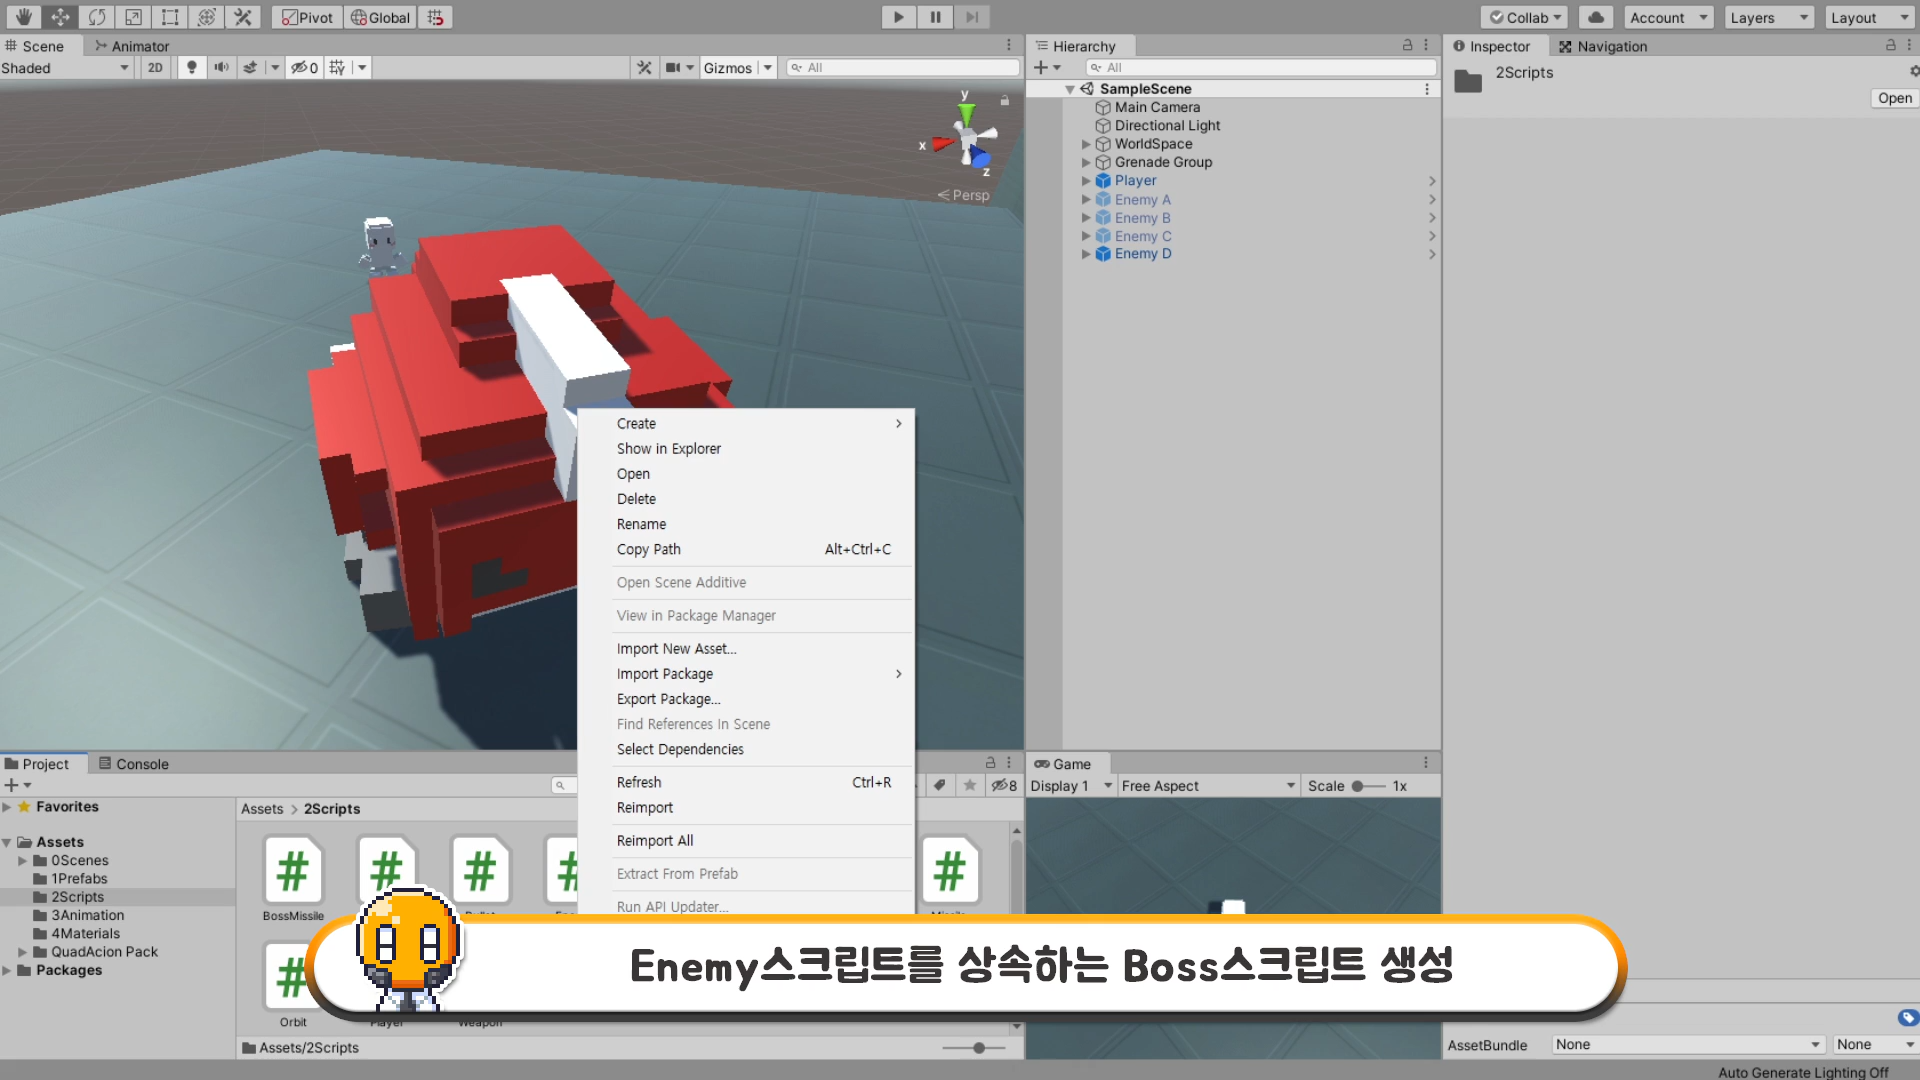 Pivot Global Collab Account Layers Layout
Scene Animator
Shaded 2D 0 Gizmos All
y
x
z
Persp
Hierarchy
All
SampleScene
Main Camera
Directional Light
WorldSpace
Grenade Group
Player
Enemy A
Enemy B
Enemy C
Enemy D
Inspector Navigation
2Scripts
Open
Create
Show in Explorer
Open
Delete
Rename
Copy Path Alt+Ctrl+C
Open Scene Additive
View in Package Manager
Import New Asset...
Import Package
Export Package...
Find References In Scene
Select Dependencies
Refresh Ctrl+R
Reimport
Reimport All
Extract From Prefab
Run API Updater...
Project Console
8
Favorites
Assets
0Scenes
1Prefabs
2Scripts
3Animation
4Materials
QuadAcion Pack
Packages
Assets > 2Scripts
BossMissile
Orbit Player Weapon
Assets/2Scripts
Game
Display 1 Free Aspect Scale 1x
Enemy스크립트를 상속하는 Boss스크립트 생성
AssetBundle None None
Auto Generate Lighting Off